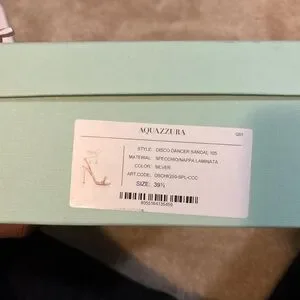 AQUAZZURA
STYLE: DISCO DANCER SANDAL 105
MATERIAL: SPECCHIO/NAPPA LAMINATA
COLOR: SILVER
SIZE: 39½